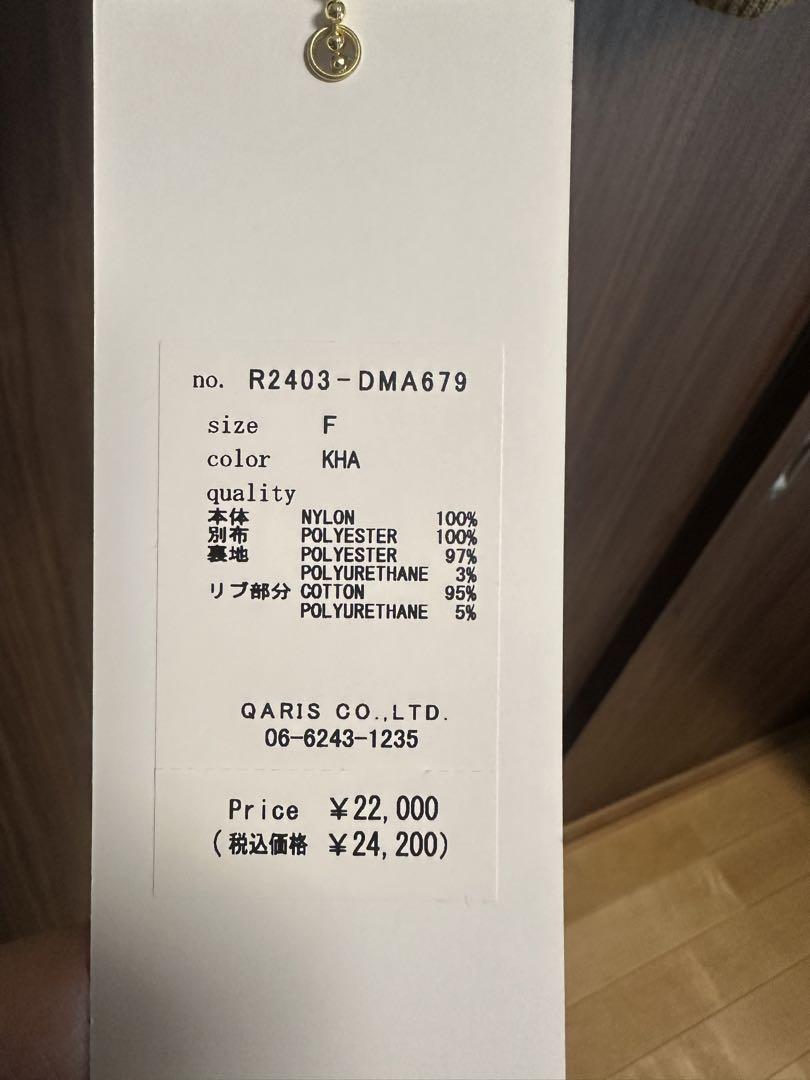 no. R2403-DMA679
size F
color KHA
quality
本体 NYLON 100%
別布 POLYESTER 100%
裏地 POLYESTER 97%
POLYURETHANE 3%
リブ部分 COTTON 95%
POLYURETHANE 5%
QARIS CO.,LTD.
06-6243-1235
Price ¥22,000
(税込価格 ¥24,200)